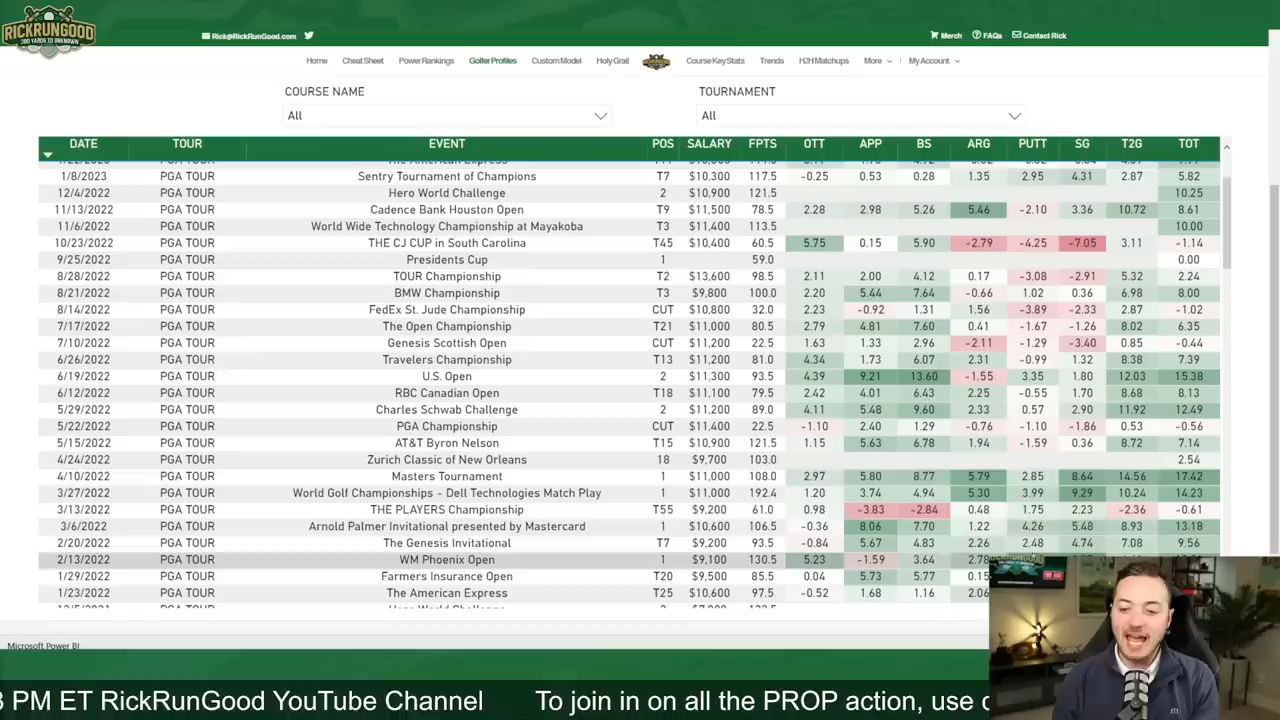 RICKRUNGOOD
300 YARDS TO UNKNOWN
Rick@RickRunGood.com
Merch FAQs Contact Rick
Home Cheat Sheet Power Rankings Golfer Profiles Custom Model Holy Grail Course Key Stats Trends H2H Matchups More My Account
COURSE NAME TOURNAMENT
All All
DATE TOUR EVENT POS SALARY FPTS OTT APP BS ARG PUTT SG T2G TOT
The American Express
1/8/2023 PGA TOUR Sentry Tournament of Champions T7 $10,300 117.5 -0.25 0.53 0.28 1.35 2.95 4.31 2.87 5.82
12/4/2022 PGA TOUR Hero World Challenge 2 $10,900 121.5 10.25
11/13/2022 PGA TOUR Cadence Bank Houston Open T9 $11,500 78.5 2.28 2.98 5.26 5.46 -2.10 3.36 10.72 8.61
11/6/2022 PGA TOUR World Wide Technology Championship at Mayakoba T3 $11,400 113.5 10.00
10/23/2022 PGA TOUR THE CJ CUP in South Carolina T45 $10,400 60.5 5.75 0.15 5.90 -2.79 -4.25 -7.05 3.11 -1.14
9/25/2022 PGA TOUR Presidents Cup 1 59.0 0.00
8/28/2022 PGA TOUR TOUR Championship T2 $13,600 98.5 2.11 2.00 4.12 0.17 -3.08 -2.91 5.32 2.24
8/21/2022 PGA TOUR BMW Championship T3 $9,800 100.0 2.20 5.44 7.64 -0.66 1.02 0.36 6.98 8.00
8/14/2022 PGA TOUR FedEx St. Jude Championship CUT $10,800 32.0 2.23 -0.92 1.31 1.56 -3.89 -2.33 2.87 -1.02
7/17/2022 PGA TOUR The Open Championship T21 $11,000 80.5 2.79 4.81 7.60 0.41 -1.67 -1.26 8.02 6.35
7/10/2022 PGA TOUR Genesis Scottish Open CUT $11,200 22.5 1.63 1.33 2.96 -2.11 -1.29 -3.40 0.85 -0.44
6/26/2022 PGA TOUR Travelers Championship T13 $11,200 81.0 4.34 1.73 6.07 2.31 -0.99 1.32 8.38 7.39
6/19/2022 PGA TOUR U.S. Open 2 $11,300 93.5 4.39 9.21 13.60 -1.55 3.35 1.80 12.03 15.38
6/12/2022 PGA TOUR RBC Canadian Open T18 $11,100 79.5 2.42 4.01 6.43 2.25 -0.55 1.70 8.68 8.13
5/29/2022 PGA TOUR Charles Schwab Challenge 2 $11,200 89.0 4.11 5.48 9.60 2.33 0.57 2.90 11.92 12.49
5/22/2022 PGA TOUR PGA Championship CUT $11,400 22.5 -1.10 2.40 1.29 -0.76 -1.10 -1.86 0.53 -0.56
5/15/2022 PGA TOUR AT&T Byron Nelson T15 $10,900 121.5 1.15 5.63 6.78 1.94 -1.59 0.36 8.72 7.14
4/24/2022 PGA TOUR Zurich Classic of New Orleans 18 $9,700 103.0 2.54
4/10/2022 PGA TOUR Masters Tournament 1 $11,000 108.0 2.97 5.80 8.77 5.79 2.85 8.64 14.56 17.42
3/27/2022 PGA TOUR World Golf Championships - Dell Technologies Match Play 1 $11,000 192.4 1.20 3.74 4.94 5.30 3.99 9.29 10.24 14.23
3/13/2022 PGA TOUR THE PLAYERS Championship T55 $9,200 61.0 0.98 -3.83 -2.84 0.48 1.75 2.23 -2.36 -0.61
3/6/2022 PGA TOUR Arnold Palmer Invitational presented by Mastercard 1 $10,600 106.5 -0.36 8.06 7.70 1.22 4.26 5.48 8.93 13.18
2/20/2022 PGA TOUR The Genesis Invitational T7 $9,200 93.5 -0.84 5.67 4.83 2.26 2.48 4.74 7.08 9.56
2/13/2022 PGA TOUR WM Phoenix Open 1 $9,100 130.5 5.23 -1.59 3.64 2.78
1/29/2022 PGA TOUR Farmers Insurance Open T20 $9,500 85.5 0.04 5.73 5.77 0.15
1/23/2022 PGA TOUR The American Express T25 $10,600 97.5 -0.52 1.68 1.16 2.06
Microsoft Power BI
PM ET RickRunGood YouTube Channel To join in on all the PROP action, use